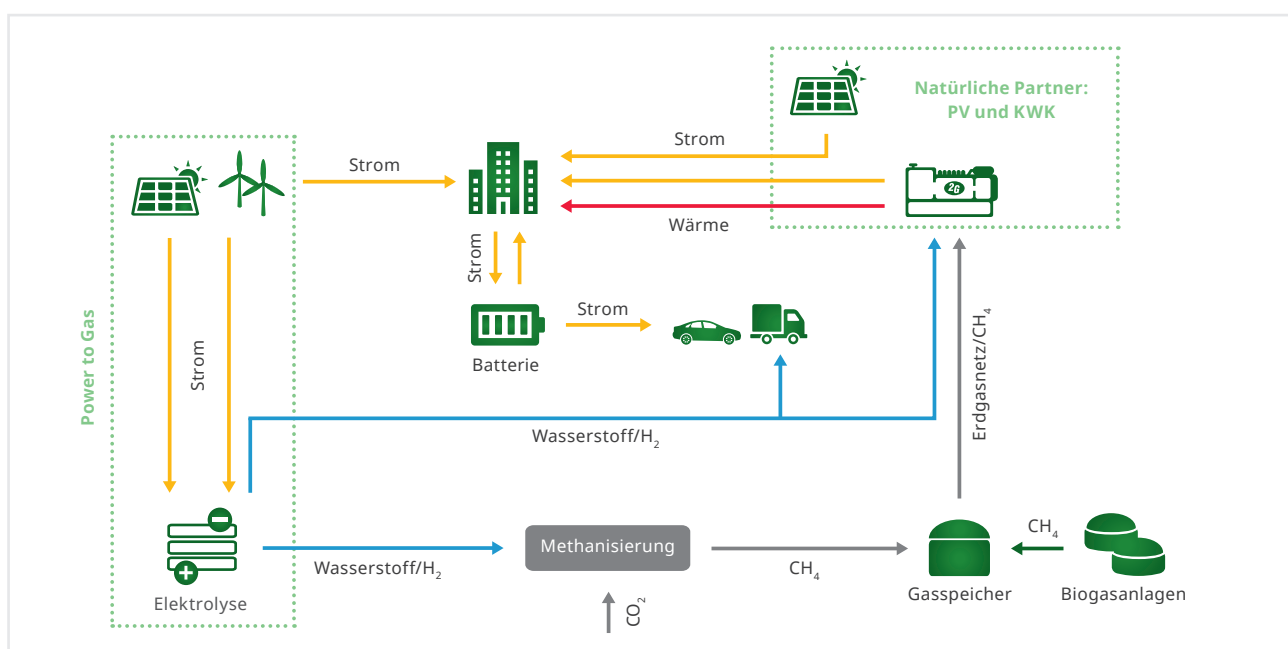 Natürliche Partner:
PV und KWK
Strom
Strom
Wärme
Strom
Strom
Batterie
Power to Gas
Strom
Erdgasnetz/CH₄
Wasserstoff/H₂
2G
Methanisierung
CH₄
Wasserstoff/H₂
CH₄
Elektrolyse
Gasspeicher
Biogasanlagen
CO₂